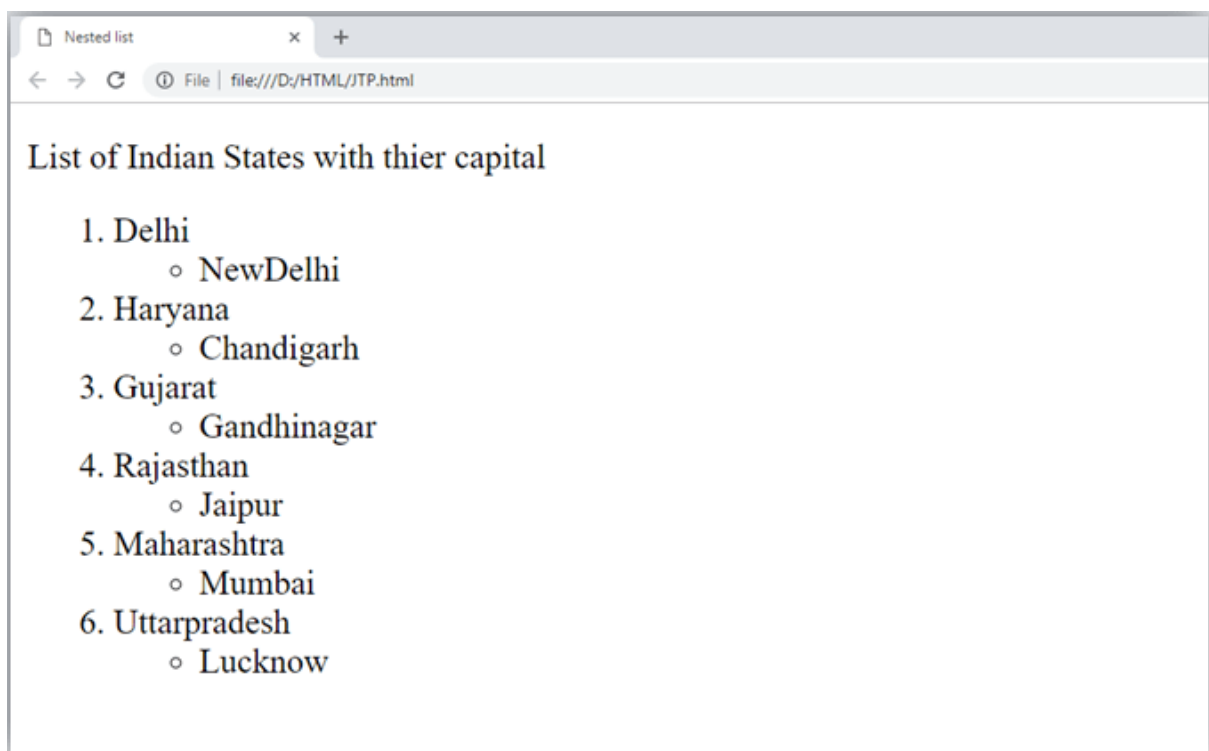 Nested list
File | file:///D:/HTML/JTP.html
List of Indian States with thier capital
1. Delhi
○ NewDelhi
2. Haryana
○ Chandigarh
3. Gujarat
○ Gandhinagar
4. Rajasthan
○ Jaipur
5. Maharashtra
○ Mumbai
6. Uttarpradesh
○ Lucknow